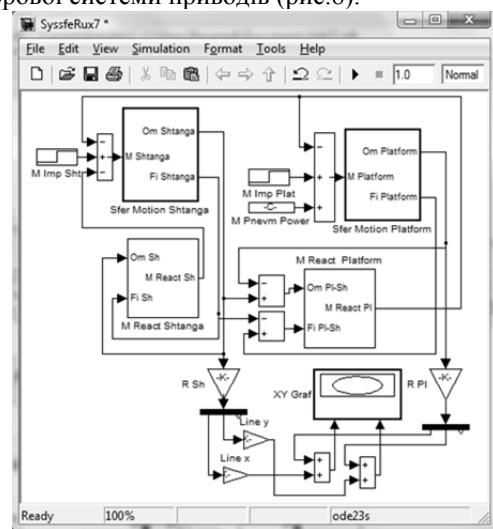 рової системи приводів (рис.8).
SyssfeRux7 *
File Edit View Simulation Format Tools Help
1.0 Normal
Om Shtanga
M Shtanga
Fi Shtanga
M Imp Sht
Sfer Motion Shtanga
Om Platform
M Platform
Fi Platform
M Imp Plat
-C-
M Pnevm Power
Sfer Motion Platform
Om Sh
M React Sh
Fi Sh
M React Shtanga
M React Platform
Om Pl-Sh
M React Pl
Fi Pl-Sh
-K-
R Sh
XY Graf
-K-
R Pl
Line y
-K-
Line x
-K-
Ready 100% ode23s